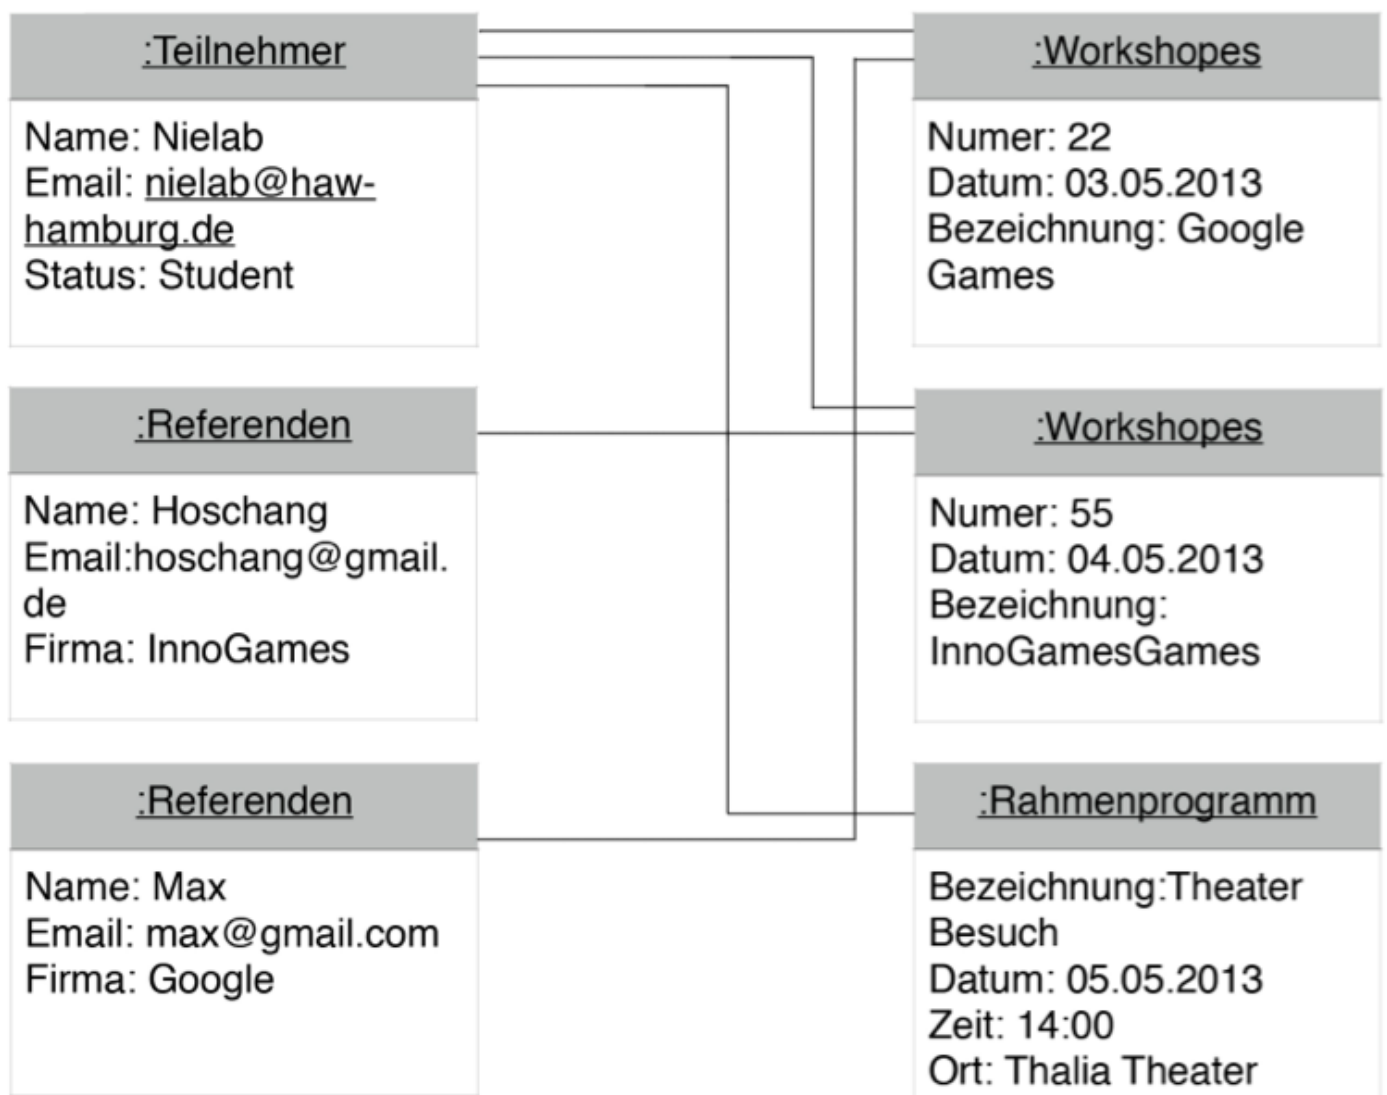 :Teilnehmer
Name: Nielab
Email: nielab@haw-
hamburg.de
Status: Student
:Workshopes
Numer: 22
Datum: 03.05.2013
Bezeichnung: Google
Games
:Referenden
Name: Hoschang
Email:hoschang@gmail.
de
Firma: InnoGames
:Workshopes
Numer: 55
Datum: 04.05.2013
Bezeichnung:
InnoGamesGames
:Referenden
Name: Max
Email: max@gmail.com
Firma: Google
:Rahmenprogramm
Bezeichnung:Theater
Besuch
Datum: 05.05.2013
Zeit: 14:00
Ort: Thalia Theater